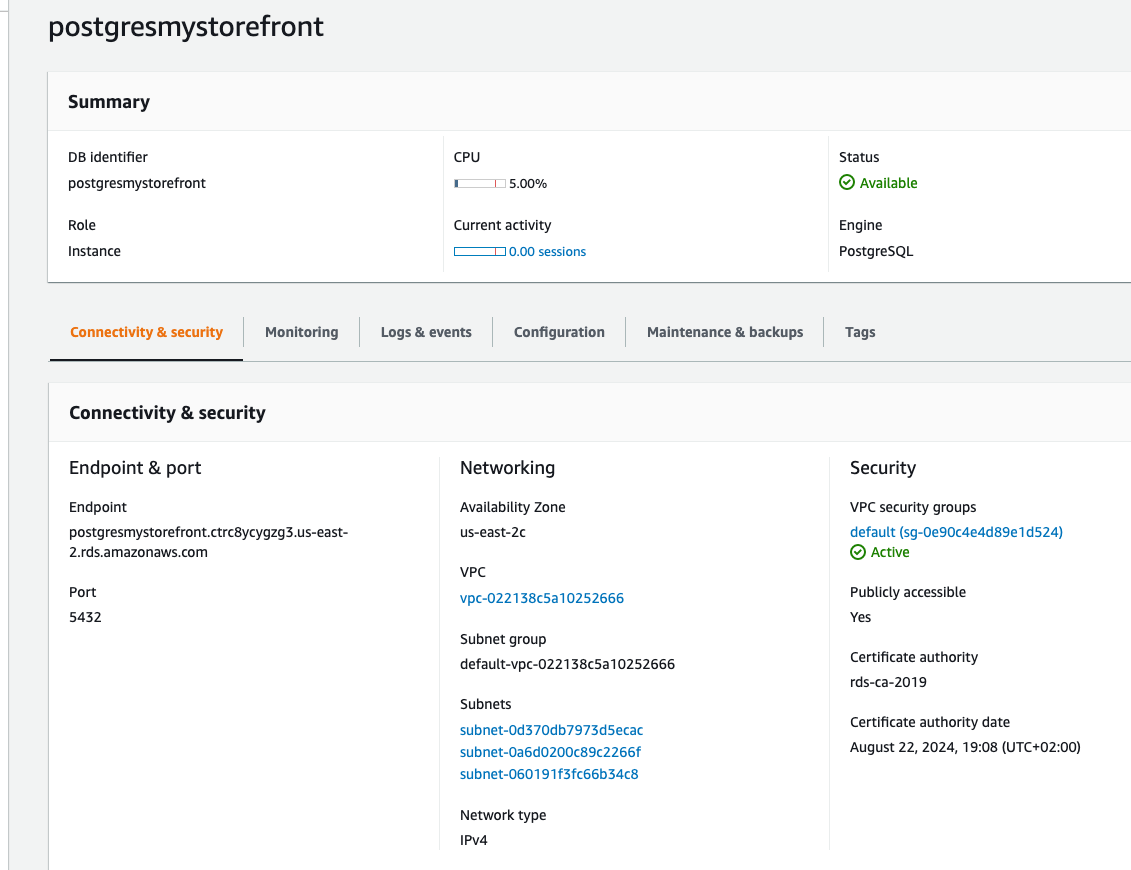 postgresmystorefront
Summary
DB identifier
postgresmystorefront
CPU
5.00%
Status
Available
Role
Instance
Current activity
0.00 sessions
Engine
PostgreSQL
Connectivity & security
Monitoring
Logs & events
Configuration
Maintenance & backups
Tags
Connectivity & security
Endpoint & port
Endpoint
postgresmystorefront.ctrc8ycygzg3.us-east-
2.rds.amazonaws.com
Port
5432
Networking
Availability Zone
us-east-2c
VPC
vpc-022138c5a10252666
Subnet group
default-vpc-022138c5a10252666
Subnets
subnet-0d370db7973d5ecac
subnet-0a6d0200c89c2266f
subnet-060191f3fc66b34c8
Network type
IPv4
Security
VPC security groups
default (sg-0e90c4e4d89e1d524)
Active
Publicly accessible
Yes
Certificate authority
rds-ca-2019
Certificate authority date
August 22, 2024, 19:08 (UTC+02:00)